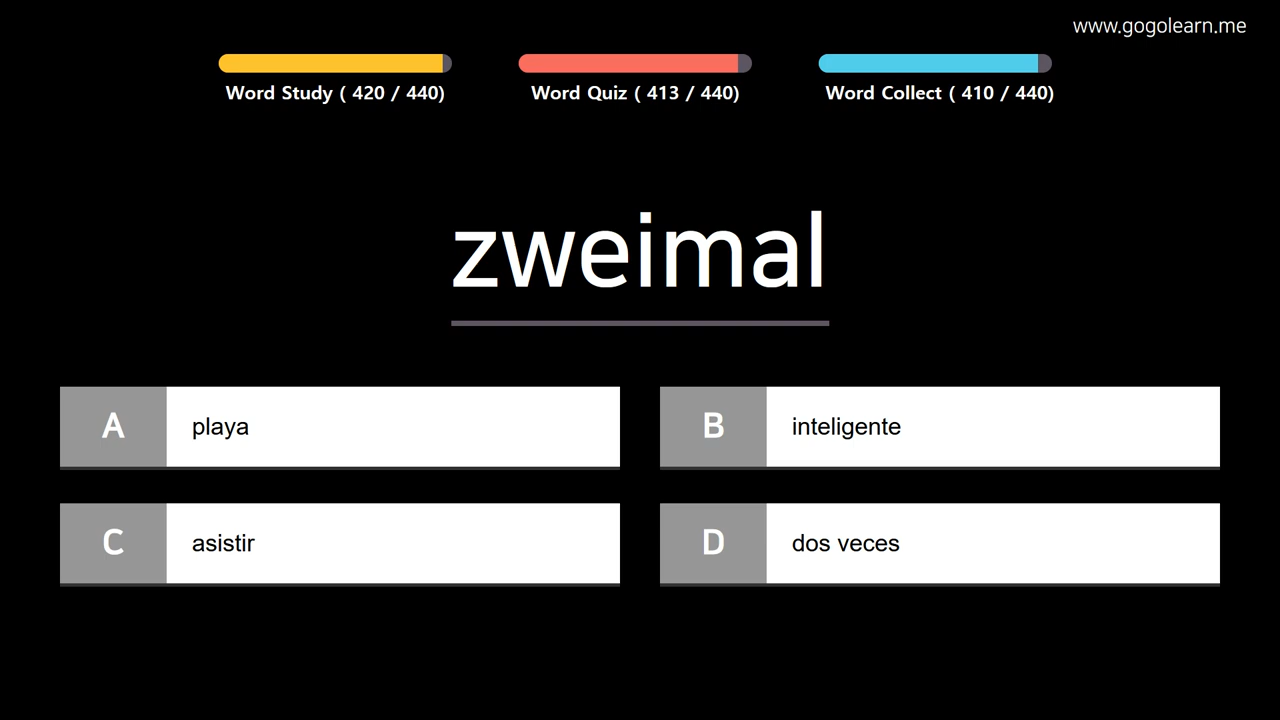 www.gogolearn.me
Word Study ( 420 / 440)
Word Quiz ( 413 / 440)
Word Collect ( 410 / 440)
zweimal
A playa
B inteligente
C asistir
D dos veces